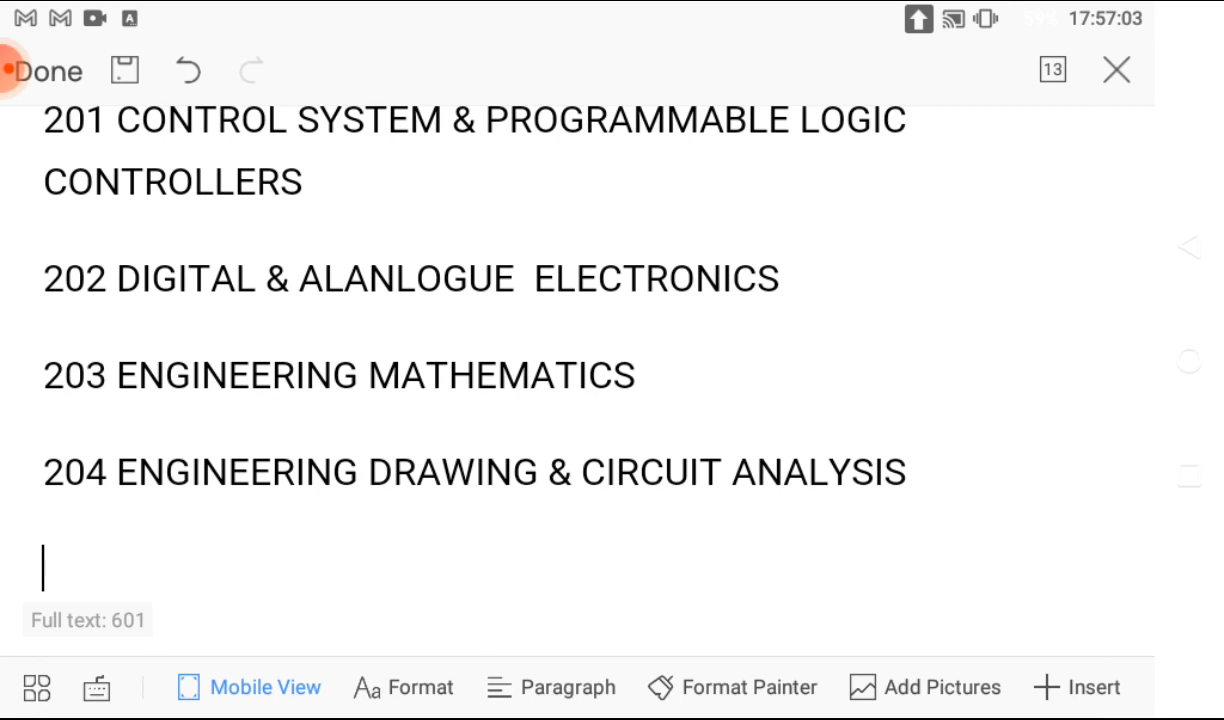 17:57:03
Done
13
201 CONTROL SYSTEM & PROGRAMMABLE LOGIC
CONTROLLERS
202 DIGITAL & ALANLOGUE ELECTRONICS
203 ENGINEERING MATHEMATICS
204 ENGINEERING DRAWING & CIRCUIT ANALYSIS
Full text: 601
Mobile View Aa Format Paragraph Format Painter Add Pictures Insert